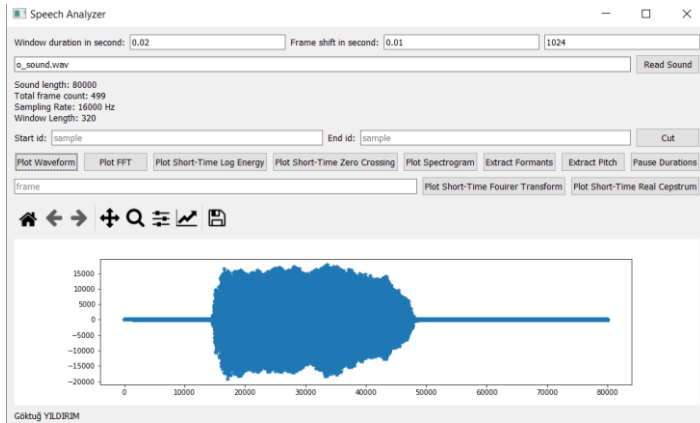 Speech Analyzer
Window duration in second: 0.02 Frame shift in second: 0.01 1024
o_sound.wav Read Sound
Sound length: 80000
Total frame count: 499
Sampling Rate: 16000 Hz
Window Length: 320
Start id: sample End id: sample Cut
Plot Waveform Plot FFT Plot Short-Time Log Energy Plot Short-Time Zero Crossing Plot Spectrogram Extract Formants Extract Pitch Pause Durations
frame Plot Short-Time Fouirer Transform Plot Short-Time Real Cepstrum
15000
10000
5000
0
−5000
−10000
−15000
−20000
0 10000 20000 30000 40000 50000 60000 70000 80000
Göktuğ YILDIRIM